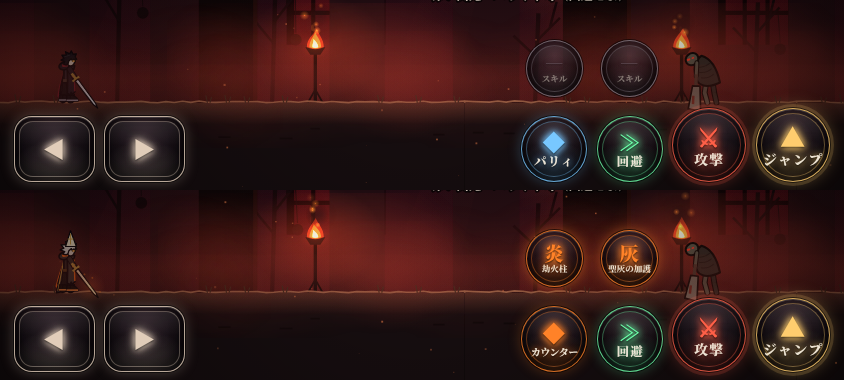 スキル スキル
パリィ 回避 攻撃 ジャンプ
炎 灰
劫火柱 聖灰の加護
カウンター 回避 攻撃 ジャンプ